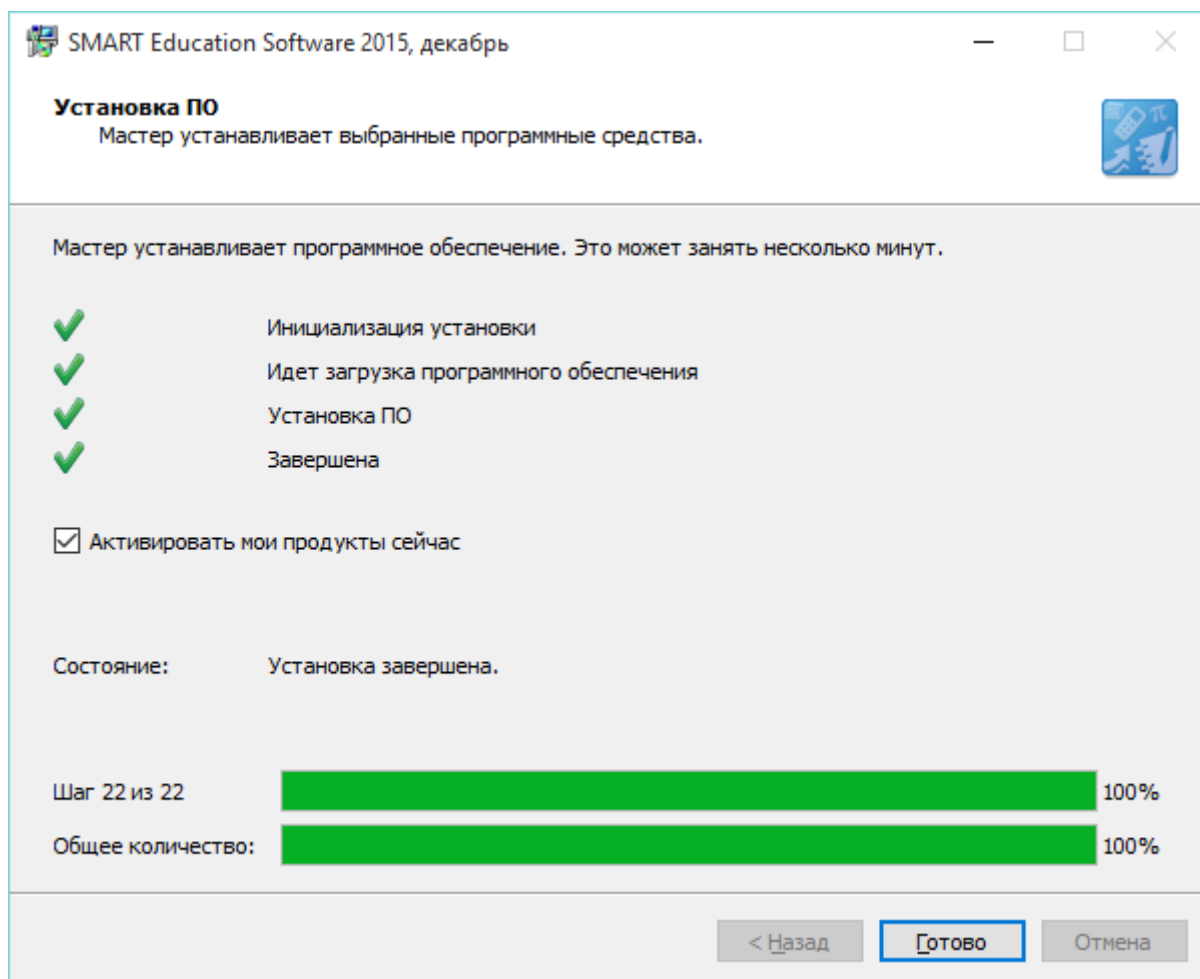 SMART Education Software 2015, декабрь
Установка ПО
Мастер устанавливает выбранные программные средства.
Мастер устанавливает программное обеспечение. Это может занять несколько минут.
Инициализация установки
Идет загрузка программного обеспечения
Установка ПО
Завершена
Активировать мои продукты сейчас
Состояние: Установка завершена.
Шаг 22 из 22 100%
Общее количество: 100%
< Назад Готово Отмена